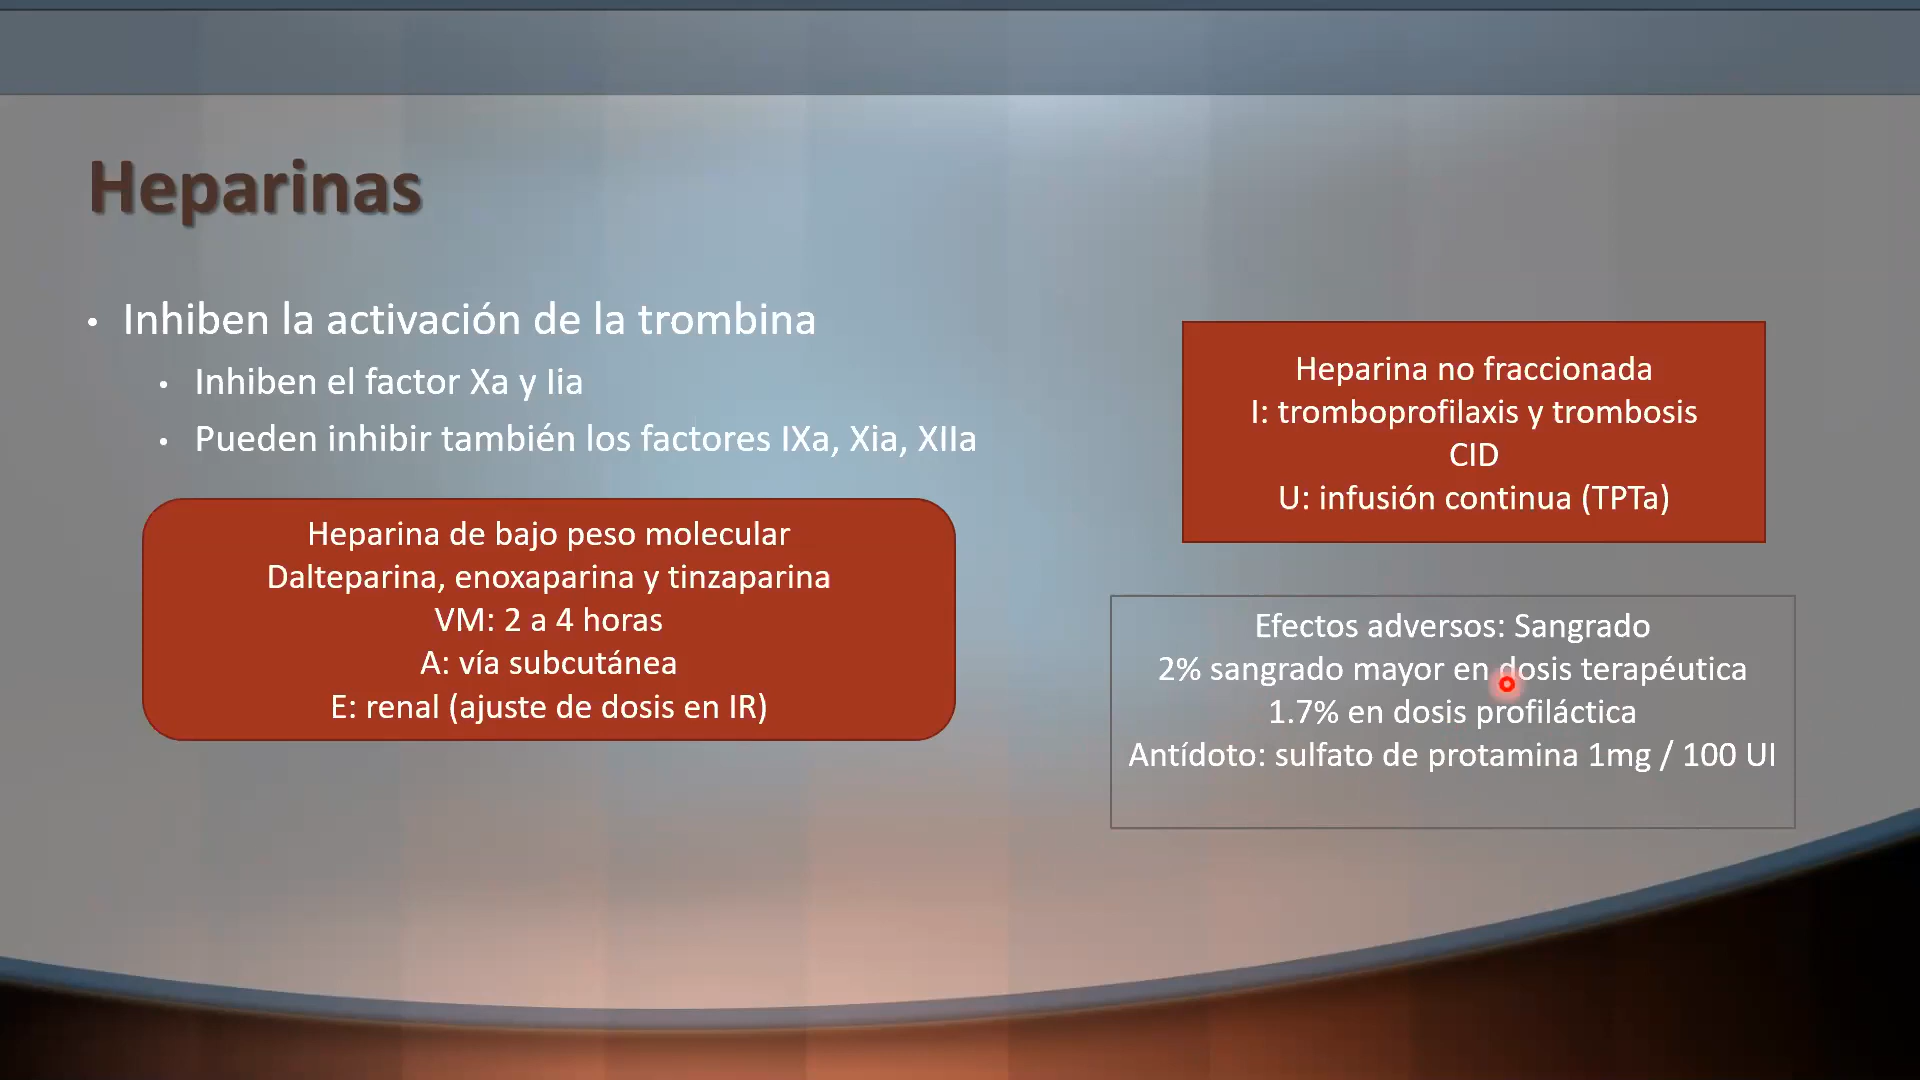 Heparinas
• Inhiben la activación de la trombina
• Inhiben el factor Xa y Iia
• Pueden inhibir también los factores IXa, Xia, XIIa
Heparina de bajo peso molecular
Dalteparina, enoxaparina y tinzaparina
VM: 2 a 4 horas
A: vía subcutánea
E: renal (ajuste de dosis en IR)
Heparina no fraccionada
I: tromboprofilaxis y trombosis
CID
U: infusión continua (TPTa)
Efectos adversos: Sangrado
2% sangrado mayor en dosis terapéutica
1.7% en dosis profiláctica
Antídoto: sulfato de protamina 1mg / 100 UI